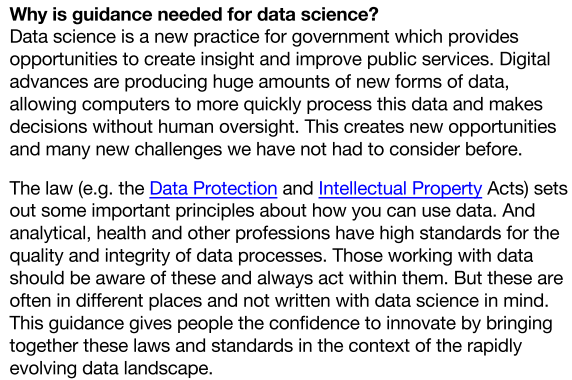 Why is guidance needed for data science?
Data science is a new practice for government which provides
opportunities to create insight and improve public services. Digital
advances are producing huge amounts of new forms of data,
allowing computers to more quickly process this data and makes
decisions without human oversight. This creates new opportunities
and many new challenges we have not had to consider before.
The law (e.g. the Data Protection and Intellectual Property Acts) sets
out some important principles about how you can use data. And
analytical, health and other professions have high standards for the
quality and integrity of data processes. Those working with data
should be aware of these and always act within them. But these are
often in different places and not written with data science in mind.
This guidance gives people the confidence to innovate by bringing
together these laws and standards in the context of the rapidly
evolving data landscape.